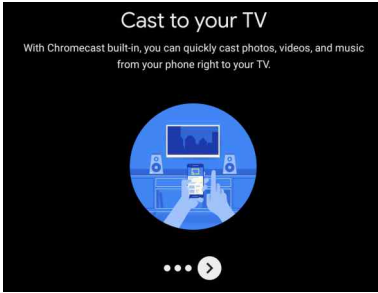 Cast to your TV
With Chromecast built-in, you can quickly cast photos, videos, and music
from your phone right to your TV.